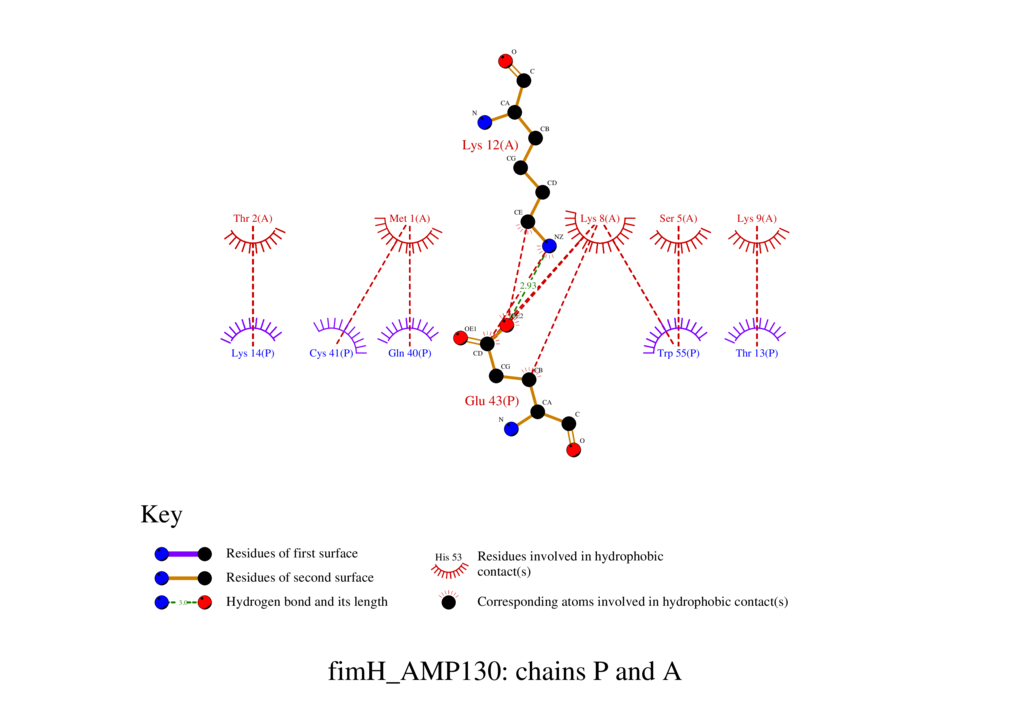 O
C
CA
N
CB
Lys 12(A)
CG
CD
CE
Thr 2(A)
Met 1(A)
Lys 8(A)
Ser 5(A)
Lys 9(A)
NZ
2.93
OE1
CD
Lys 14(P)
Cys 41(P)
Gln 40(P)
Trp 55(P)
Thr 13(P)
CG
CB
Glu 43(P)
CA
N
C
O
Key
Residues of first surface
Residues of second surface
3.0
Hydrogen bond and its length
His 53
Residues involved in hydrophobic
contact(s)
Corresponding atoms involved in hydrophobic contact(s)
fimH_AMP130: chains P and A